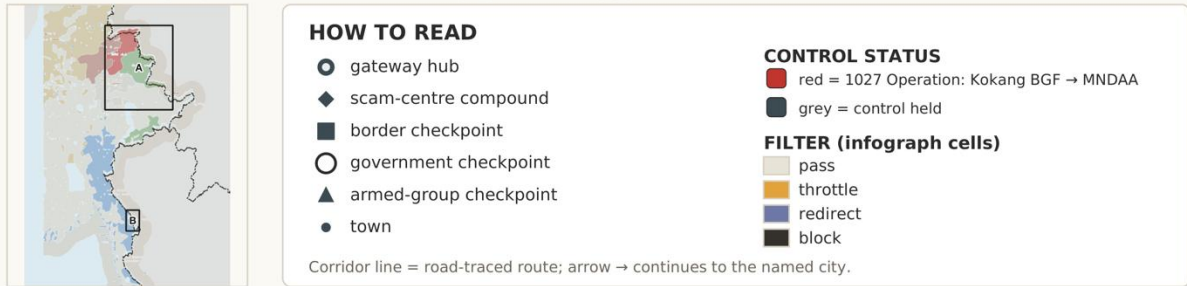 A
B
HOW TO READ
gateway hub
scam-centre compound
border checkpoint
government checkpoint
armed-group checkpoint
town
CONTROL STATUS
red = 1027 Operation: Kokang BGF → MNDAA
grey = control held
FILTER (infograph cells)
pass
throttle
redirect
block
Corridor line = road-traced route; arrow → continues to the named city.